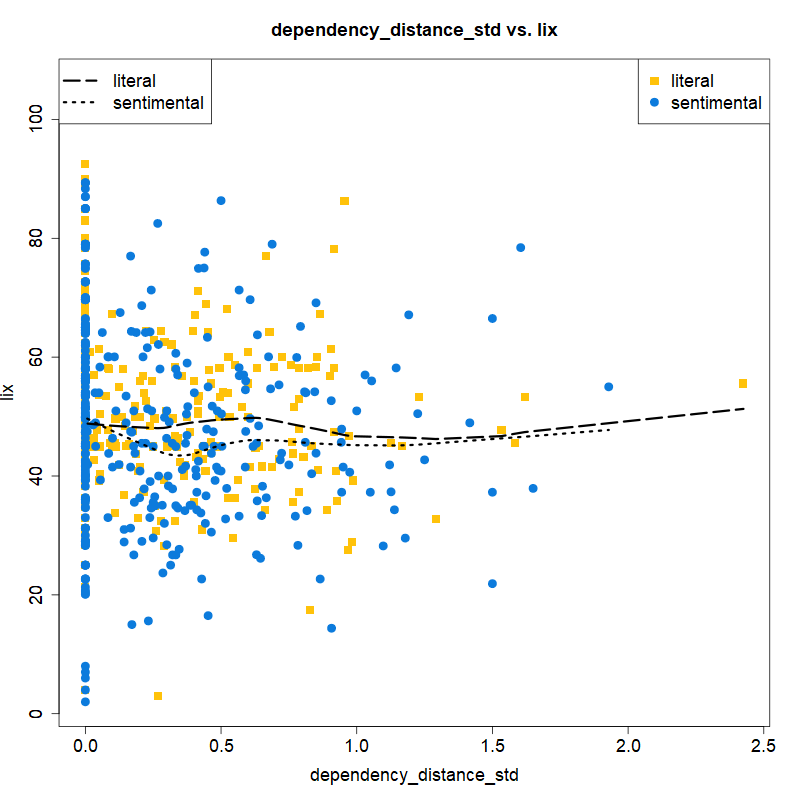 dependency_distance_std vs. lix
literal
sentimental
literal
sentimental
100
80
60
40
20
0
lix
0.0 0.5 1.0 1.5 2.0 2.5
dependency_distance_std